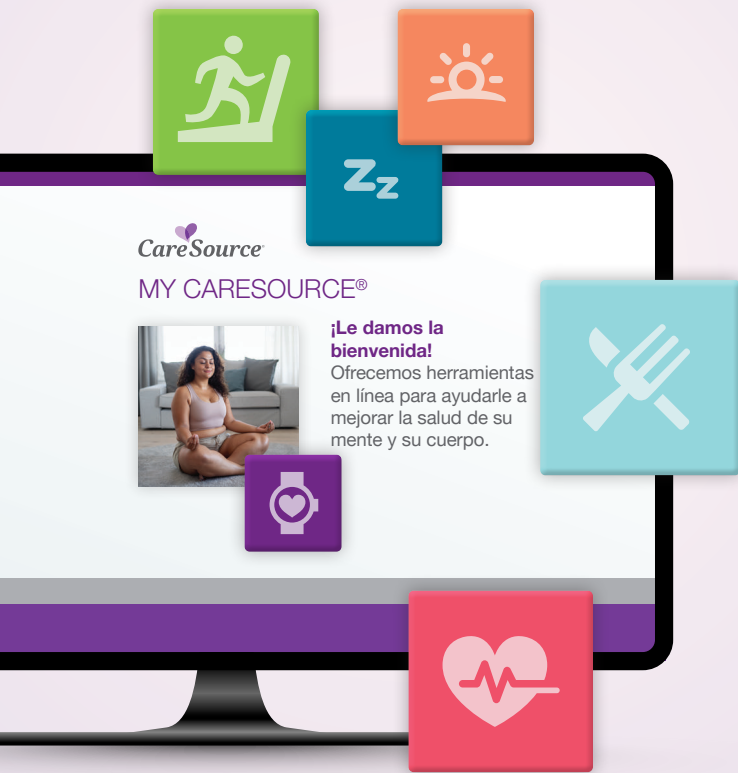 Zz
CareSource
MY CARESOURCE®
¡Le damos la
bienvenida!
Ofrecemos herramientas
en línea para ayudarle a
mejorar la salud de su
mente y su cuerpo.